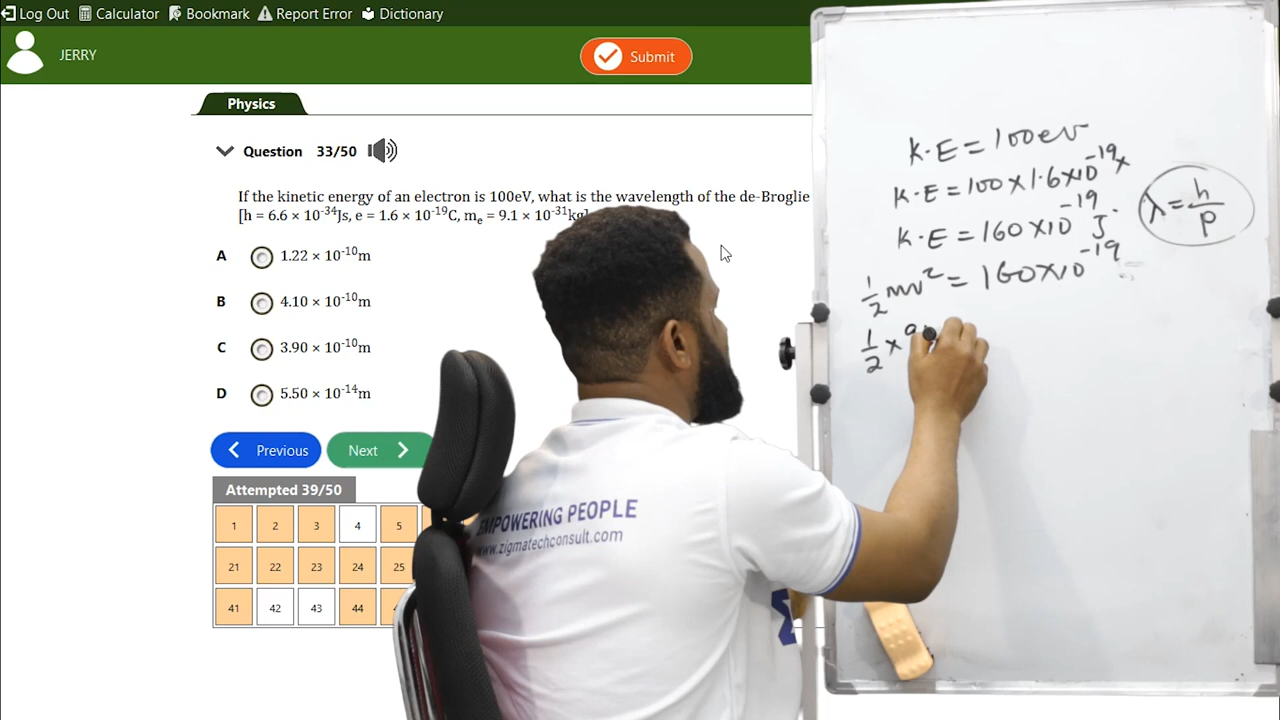 Log Out Calculator Bookmark Report Error Dictionary
JERRY
Submit
Physics
Question 33/50
If the kinetic energy of an electron is 100eV, what is the wavelength of the de-Broglie
[h = 6.6 × 10⁻³⁴Js, e = 1.6 × 10⁻¹⁹C, mₑ = 9.1 × 10⁻³¹kg]
A 1.22 × 10⁻¹⁰m
B 4.10 × 10⁻¹⁰m
C 3.90 × 10⁻¹⁰m
D 5.50 × 10⁻¹⁴m
Previous Next
Attempted 39/50
1 2 3 4 5
21 22 23 24 25
41 42 43 44
EMPOWERING PEOPLE
www.zigmatechconsult.com
K.E = 100ev
K.E = 100 × 1.6 × 10⁻¹⁹ ×
K.E = 160 × 10⁻¹⁹ J
½mv² = 160 × 10⁻¹⁹
½ × 9
λ = h/p